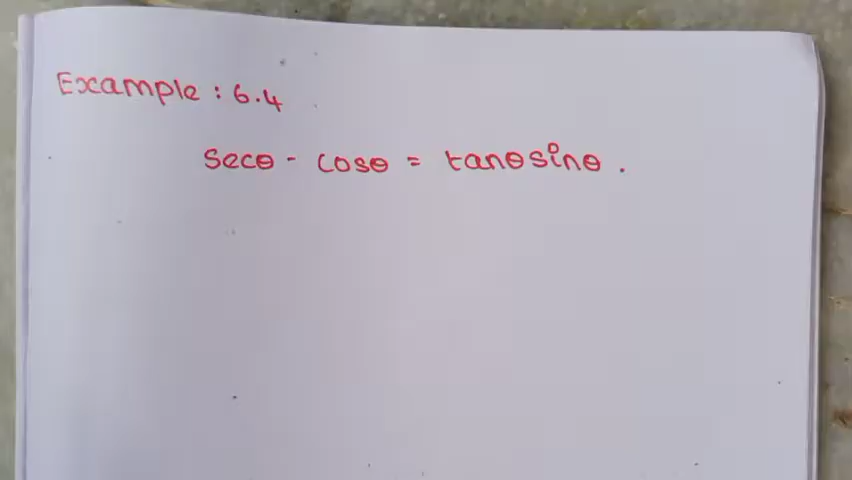 Example : 6.4
secθ - cosθ = tanθsinθ .